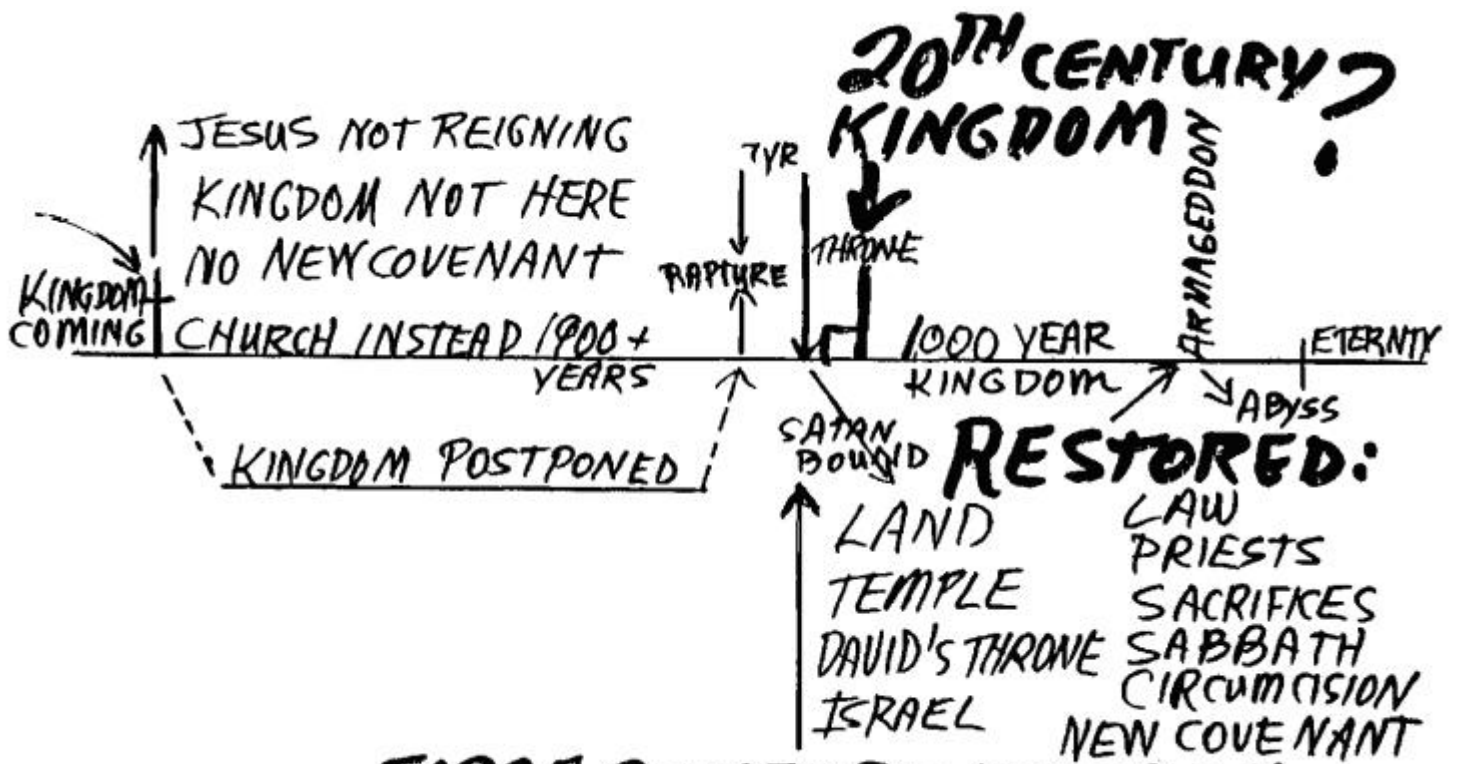 20TH CENTURY
KINGDOM?
JESUS NOT REIGNING
KINGDOM NOT HERE
NO NEW COVENANT
CHURCH INSTEAD 1900+
YEARS
KINGDOM
COMING
KINGDOM POSTPONED
7YR
RAPTURE
THRONE
1000 YEAR
KINGDOM
ARMAGEDDON
ETERNTY
ABYSS
SATAN
BOUND
RESTORED:
LAND
TEMPLE
DAVID'S THRONE
ISRAEL
LAW
PRIESTS
SACRIFICES
SABBATH
CIRCUMCISION
NEW COVENANT